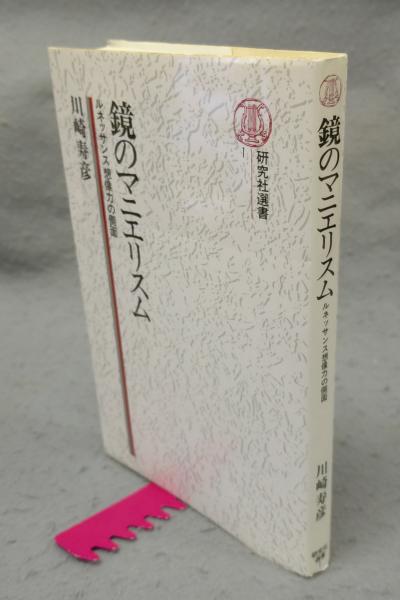 研究社選書
1
鏡のマニエリスム
ルネッサンス想像力の側面
川崎寿彦
鏡のマニエリスム
ルネッサンス想像力の側面
川崎寿彦